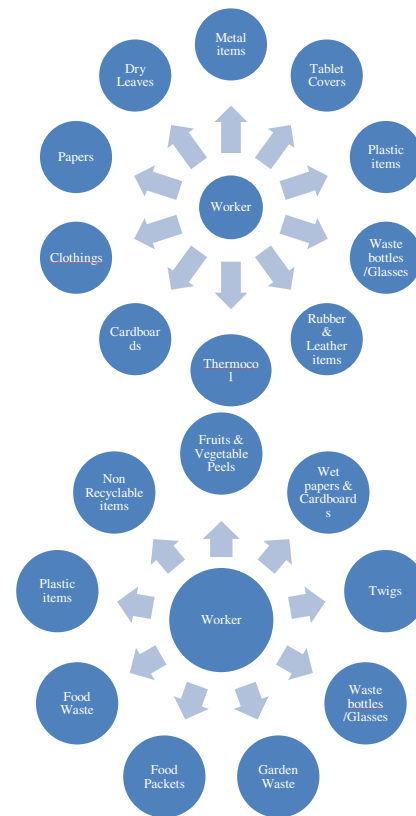 Metal
items
Dry
Leaves
Tablet
Covers
Papers
Plastic
items
Worker
Clothings
Waste
bottles
/Glasses
Cardboar
ds
Rubber
&
Leather
items
Thermoco
l
Fruits &
Vegetable
Peels
Non
Recyclable
items
Wet
papers &
Cardboard
s
Plastic
items
Twigs
Worker
Food
Waste
Waste
bottles
/Glasses
Food
Packets
Garden
Waste